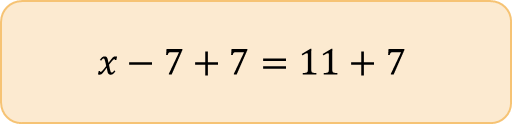 x − 7 + 7 = 11 + 7